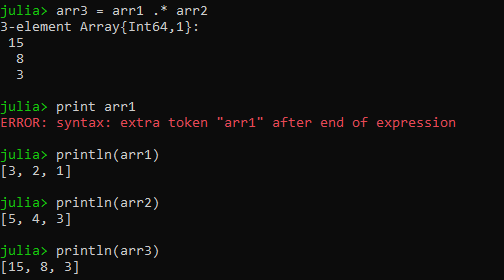 julia> arr3 = arr1 .* arr2
3-element Array{Int64,1}:
 15
  8
  3
julia> print arr1
ERROR: syntax: extra token "arr1" after end of expression
julia> println(arr1)
[3, 2, 1]
julia> println(arr2)
[5, 4, 3]
julia> println(arr3)
[15, 8, 3]